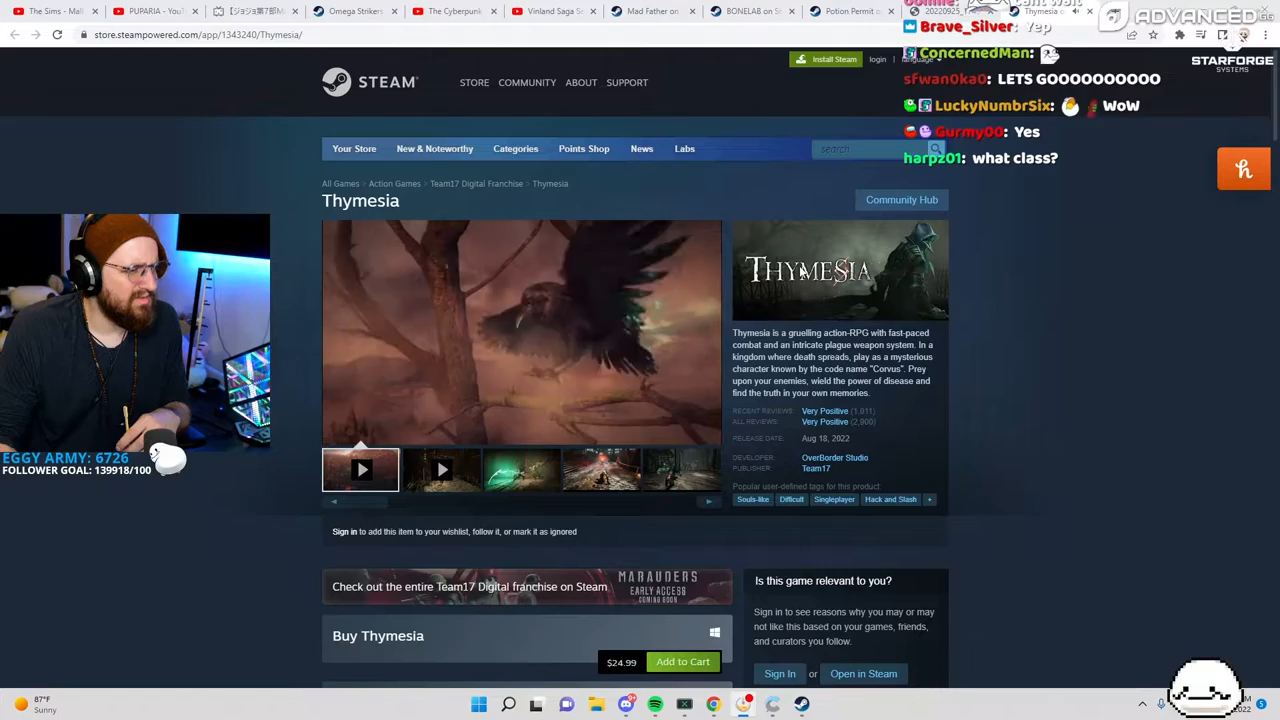 The Sims - Mali
PUPARIA - YouT
The Cyberpun
Vinland Saga S
Mad Father
BONELAB on St
Potion Permit o
20220925_1
Thymesia o
ADVANCED.GG
Brave_Silver: Yep
store.steampowered.com/
ConcernedMan:
sfwan0ka0: LETS GOOOOOOOOOO
LuckyNumbrSix: WoW
Gurmy00: Yes
harpz01: what class?
STARFORGE
SYSTEMS
Install Steam
login
language
STEAM
STORE
COMMUNITY
ABOUT
SUPPORT
Your Store
New & Noteworthy
Categories
Points Shop
News
Labs
search
All Games > Action Games > Team17 Digital Franchise > Thymesia
Thymesia
Community Hub
THYMESIA
Thymesia is a gruelling action-RPG with fast-paced
combat and an intricate plague weapon system. In a
kingdom where death spreads, play as a mysterious
character known by the code name "Corvus". Prey
upon your enemies, wield the power of disease and
find the truth in your own memories.
RECENT REVIEWS: Very Positive (1,011)
ALL REVIEWS: Very Positive (2,900)
RELEASE DATE: Aug 18, 2022
DEVELOPER: OverBorder Studio
PUBLISHER: Team17
Popular user-defined tags for this product:
Souls-like
Difficult
Singleplayer
Hack and Slash
+
EGGY ARMY: 6726
FOLLOWER GOAL: 139918/100
Sign in to add this item to your wishlist, follow it, or mark it as ignored
Check out the entire Team17 Digital franchise on Steam
MARAUDERS
EARLY ACCESS
COMING SOON
Is this game relevant to you?
Sign in to see reasons why you may or may
not like this based on your games, friends,
and curators you follow.
Sign In
or
Open in Steam
Buy Thymesia
$24.99
Add to Cart
87°F
Sunny